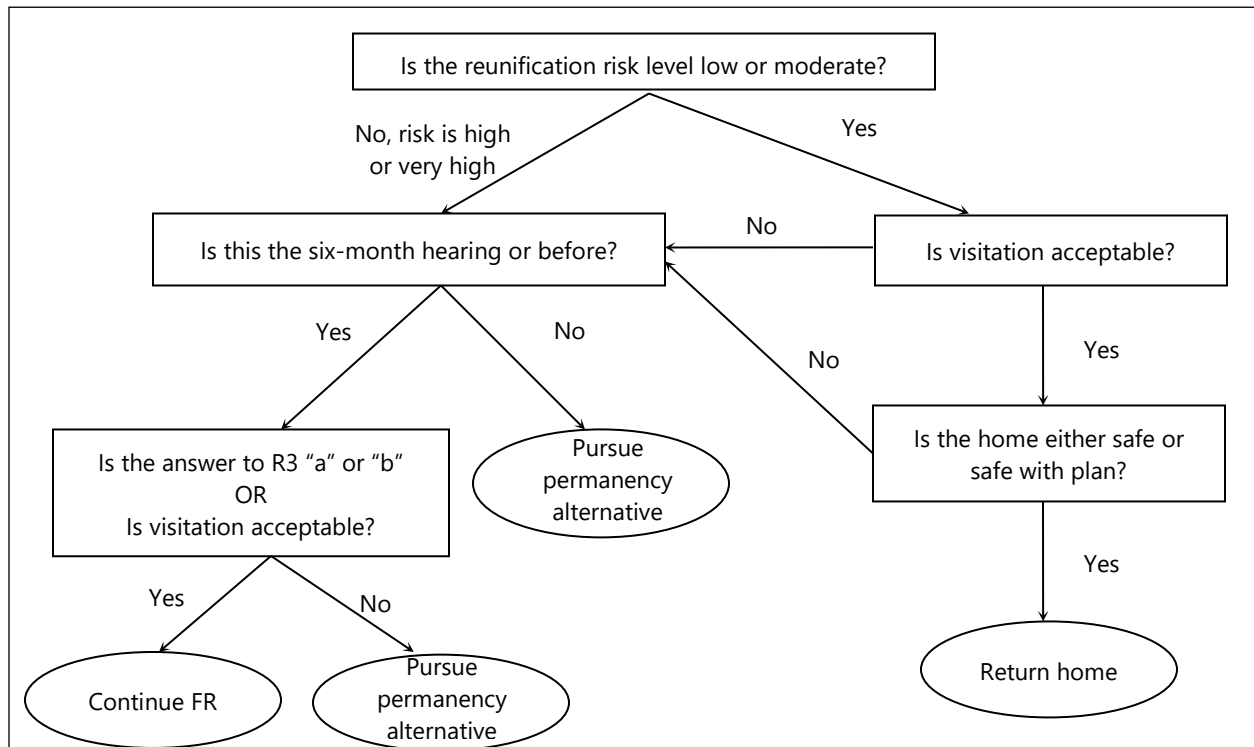 Is the reunification risk level low or moderate?
No, risk is high
or very high
Yes
Is this the six-month hearing or before?
No
Is visitation acceptable?
Yes
No
No
Yes
Is the answer to R3 “a” or “b”
OR
Is visitation acceptable?
Pursue
permanency
alternative
Is the home either safe or
safe with plan?
Yes
No
Yes
Continue FR
Pursue
permanency
alternative
Return home